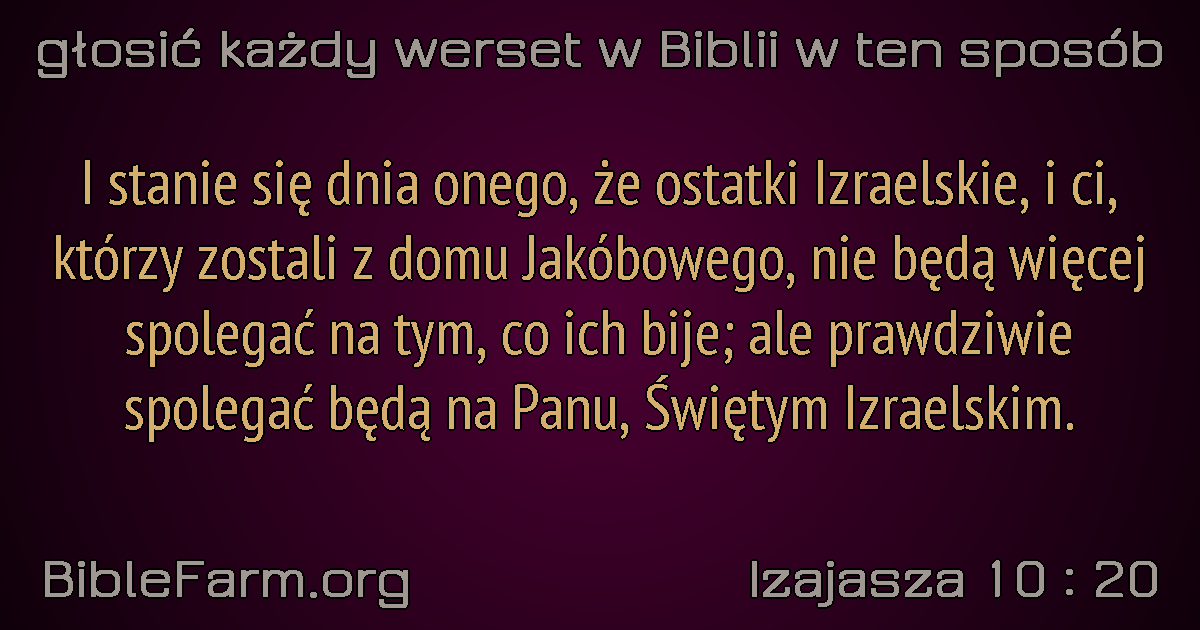 głosić każdy werset w Biblii w ten sposób
I stanie się dnia onego, że ostatki Izraelskie, i ci,
którzy zostali z domu Jakóbowego, nie będą więcej
spolegać na tym, co ich bije; ale prawdziwie
spolegać będą na Panu, Świętym Izraelskim.
BibleFarm.org
Izajasza 10 : 20